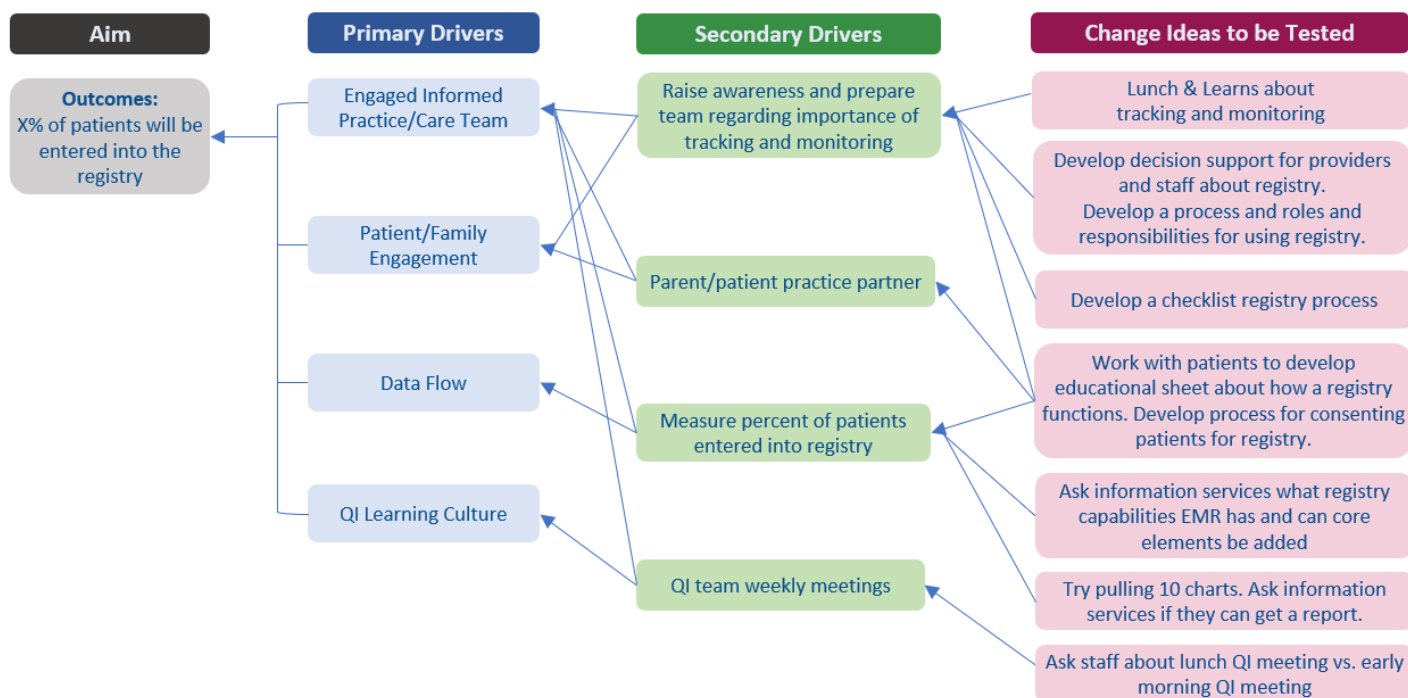 Aim
Primary Drivers
Secondary Drivers
Change Ideas to be Tested
Outcomes:
X% of patients will be
entered into the
registry
Engaged Informed
Practice/Care Team
Patient/Family
Engagement
Data Flow
QI Learning Culture
Raise awareness and prepare
team regarding importance of
tracking and monitoring
Parent/patient practice partner
Measure percent of patients
entered into registry
QI team weekly meetings
Lunch & Learns about
tracking and monitoring
Develop decision support for providers
and staff about registry.
Develop a process and roles and
responsibilities for using registry.
Develop a checklist registry process
Work with patients to develop
educational sheet about how a registry
functions. Develop process for consenting
patients for registry.
Ask information services what registry
capabilities EMR has and can core
elements be added
Try pulling 10 charts. Ask information
services if they can get a report.
Ask staff about lunch QI meeting vs. early
morning QI meeting